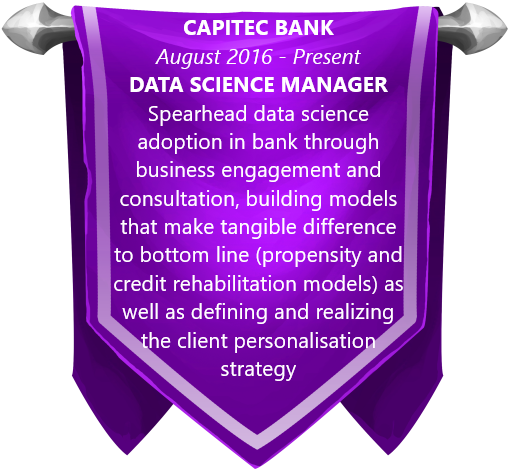 CAPITEC BANK
August 2016 - Present
DATA SCIENCE MANAGER
Spearhead data science
adoption in bank through
business engagement and
consultation, building models
that make tangible difference
to bottom line (propensity and
credit rehabilitation models) as
well as defining and realizing
the client personalisation
strategy